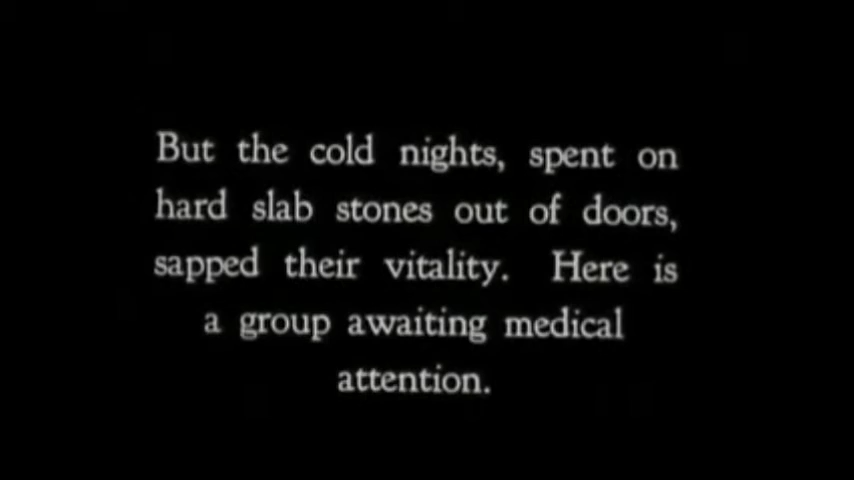 But the cold nights, spent on
hard slab stones out of doors,
sapped their vitality. Here is
a group awaiting medical
attention.